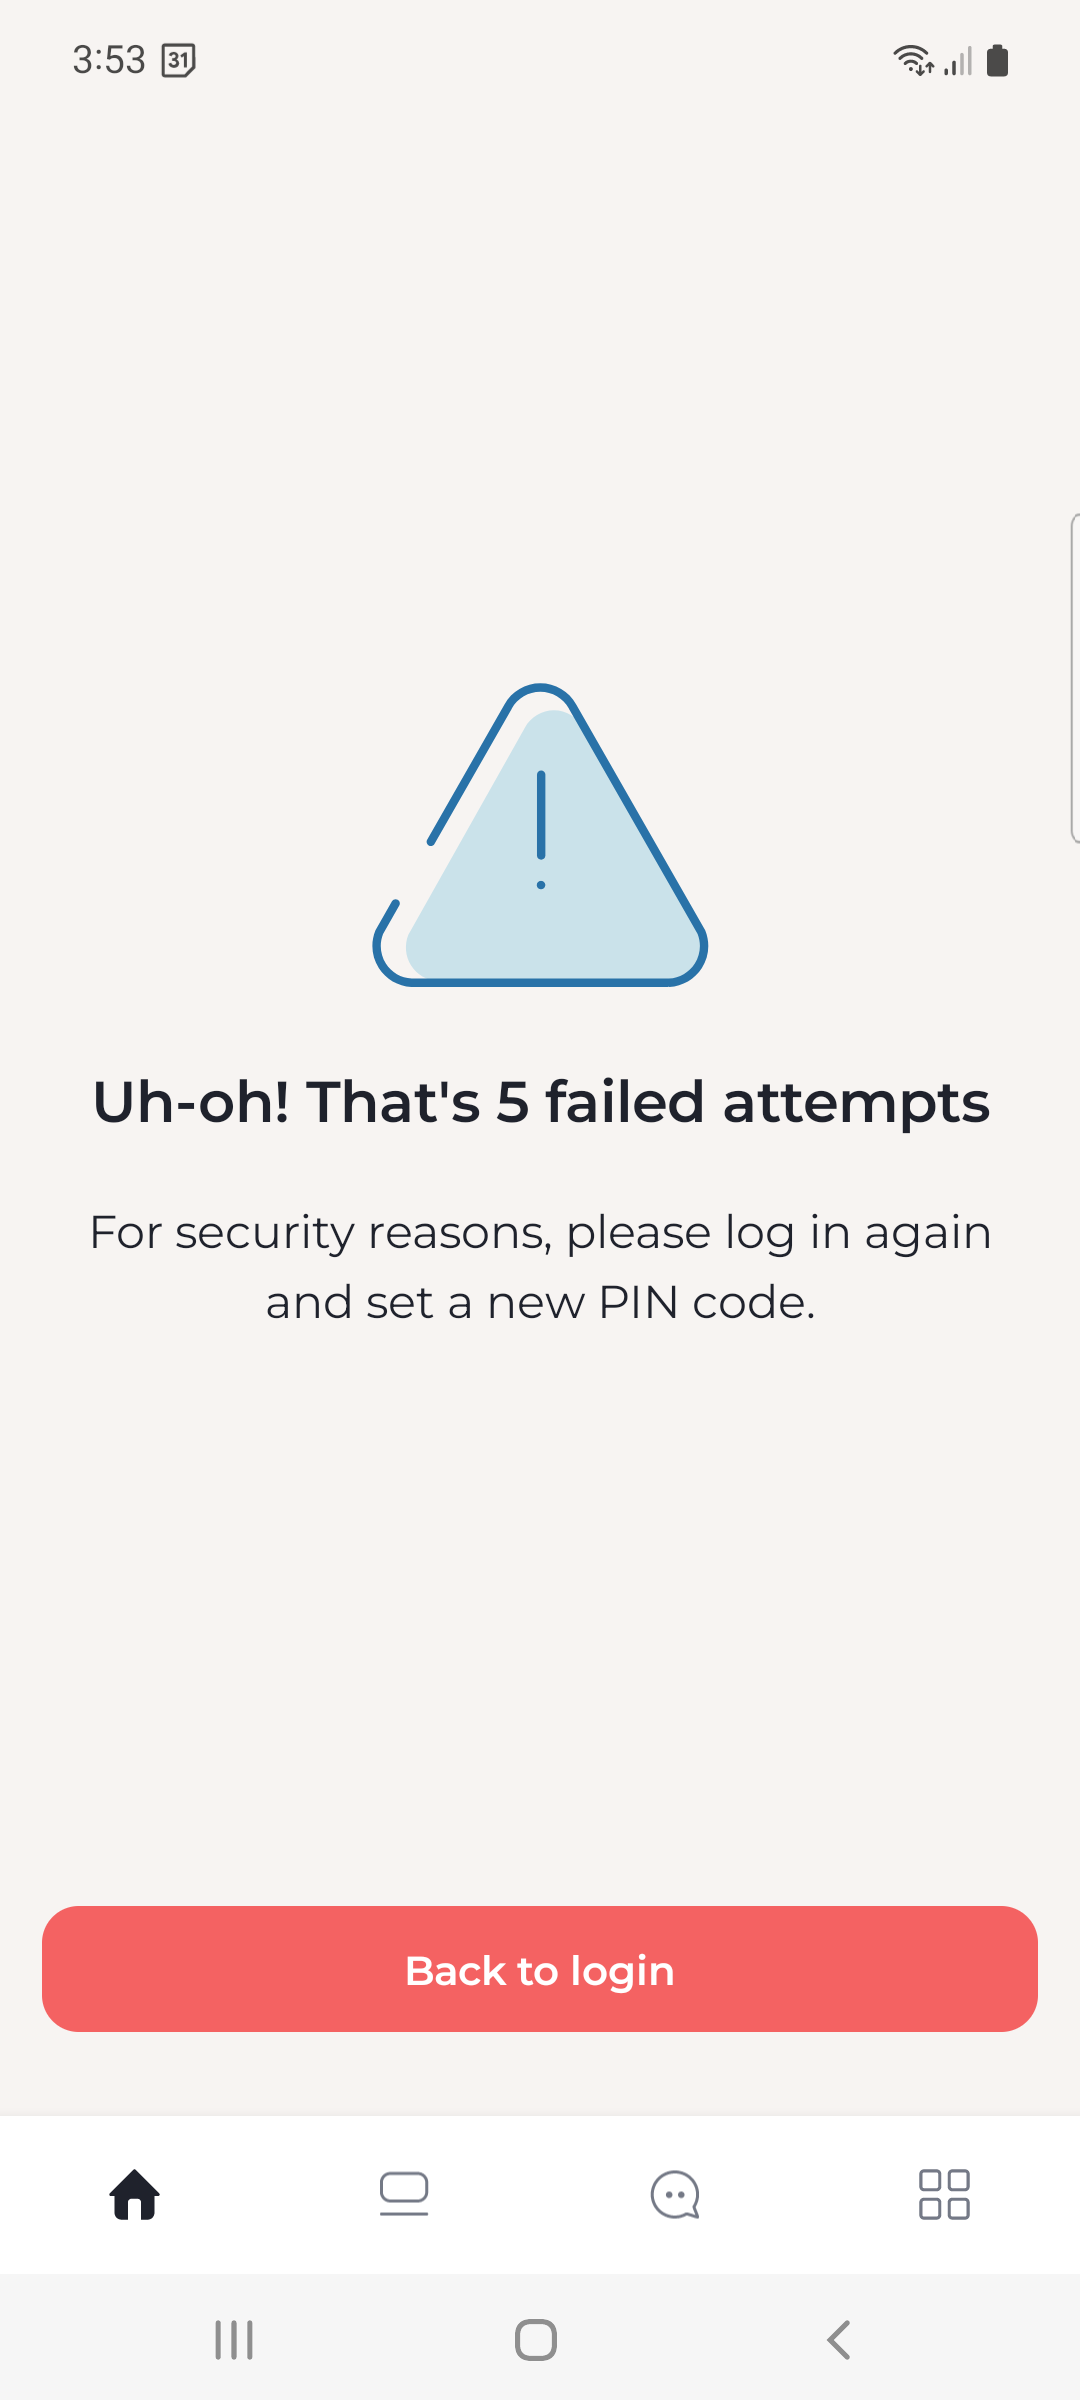 3:53 31
Uh-oh! That's 5 failed attempts
For security reasons, please log in again
and set a new PIN code.
Back to login